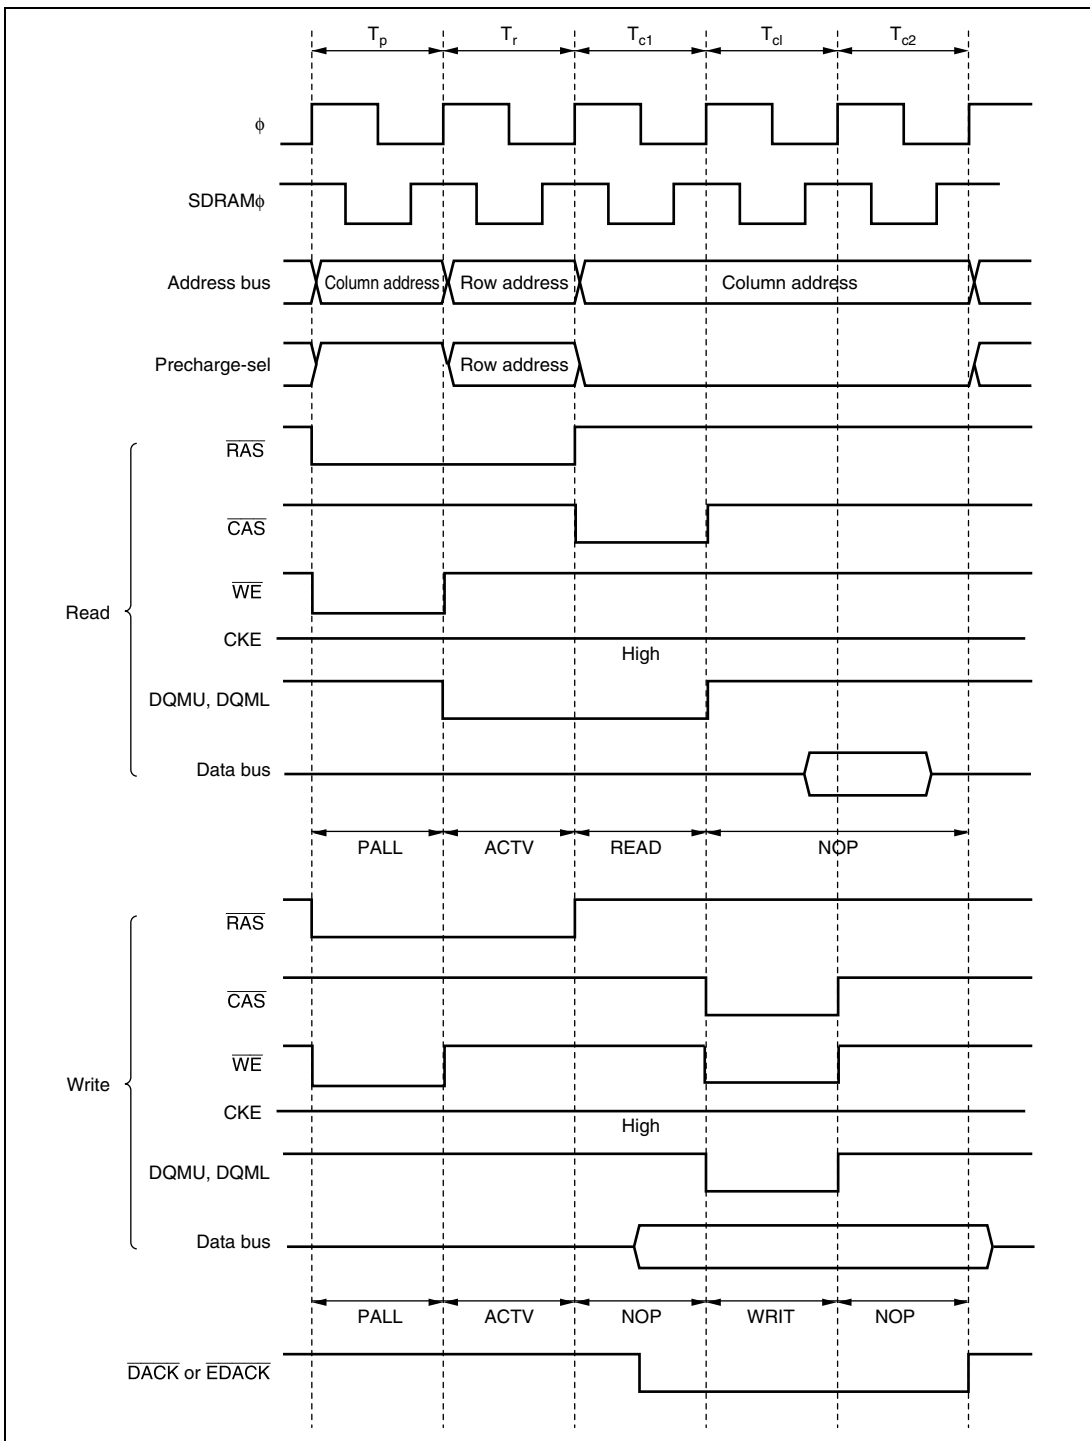 Tp Tr Tc1 Tcl Tc2
ϕ
SDRAMϕ
Address bus Column address Row address Column address
Precharge-sel Row address
RAS
CAS
WE
Read
CKE
High
DQMU, DQML
Data bus
PALL ACTV READ NOP
RAS
CAS
WE
Write
CKE
High
DQMU, DQML
Data bus
PALL ACTV NOP WRIT NOP
DACK or EDACK